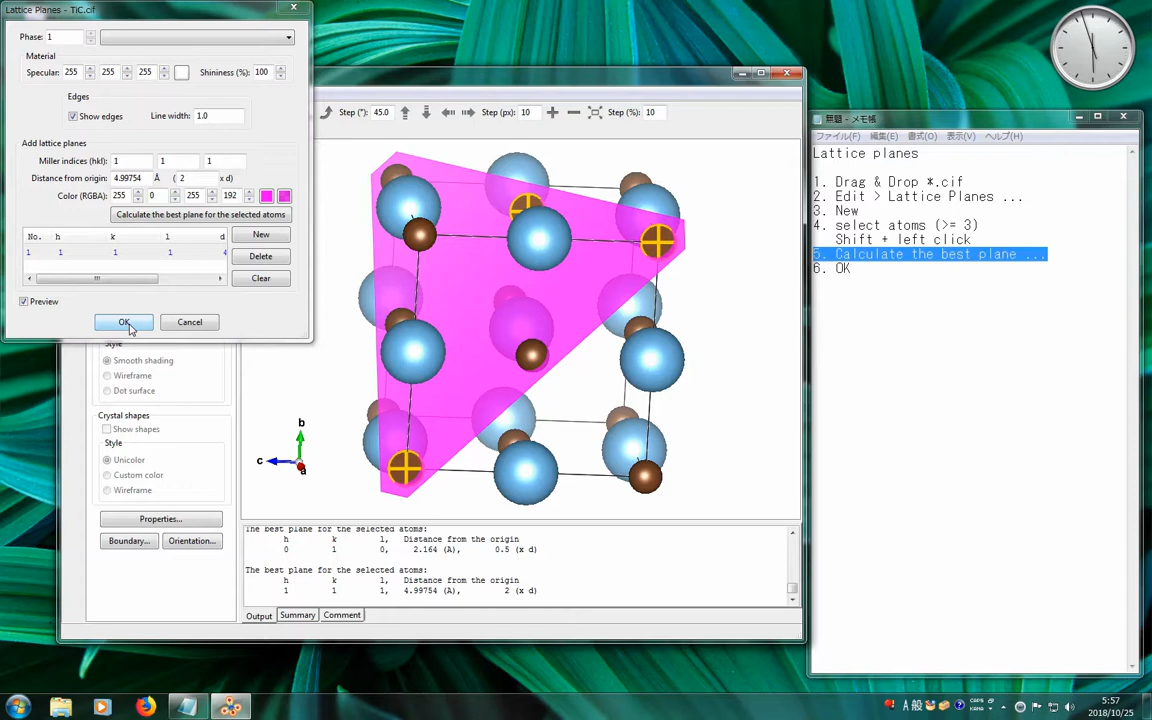 Lattice Planes - TiC.cif
Phase: 1
Material
Specular: 255 255 255 Shininess (%): 100
Edges
Show edges Line width: 1.0
Add lattice planes
Miller indices (hkl): 1 1 1
Distance from origin: 4.99754 Å ( 2 x d)
Color (RGBA): 255 0 255 192
Calculate the best plane for the selected atoms
No. h k l d
1 1 1 1 4
New
Delete
Clear
Preview
OK Cancel
Step (°): 45.0 Step (px): 10 Step (%): 10
Style
Smooth shading
Wireframe
Dot surface
Crystal shapes
Show shapes
Style
Unicolor
Custom color
Wireframe
Properties...
Boundary... Orientation...
b
c
a
The best plane for the selected atoms:
h k l, Distance from the origin
0 1 0, 2.164 (A), 0.5 (x d)
The best plane for the selected atoms:
h k l, Distance from the origin
1 1 1 4.99754 (A), 2 (x d)
Output Summary Comment
無題 - メモ帳
ファイル(F) 編集(E) 書式(O) 表示(V) ヘルプ(H)
Lattice planes
1. Drag & Drop *.cif
2. Edit > Lattice Planes ...
3. New
4. select atoms (>= 3)
Shift + left click
5. Calculate the best plane ...
6. OK
A 般
CAPS
KANA
5:57
2018/10/25